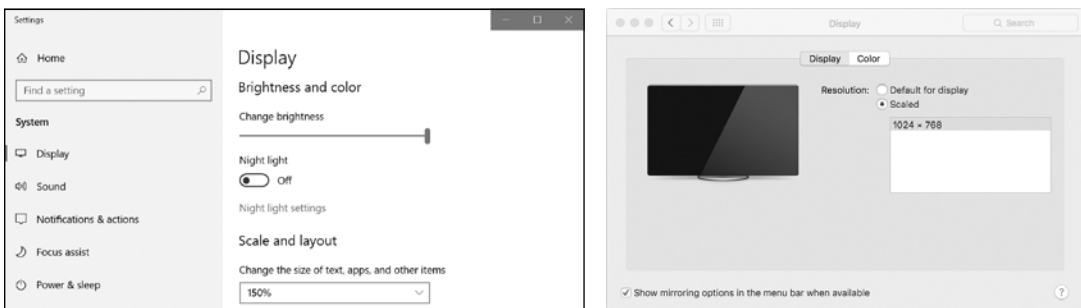 Settings
Home
Find a setting
System
Display
Sound
Notifications & actions
Focus assist
Power & sleep
Display
Brightness and color
Change brightness
Night light
Off
Night light settings
Scale and layout
Change the size of text, apps, and other items
150%
Display
Search
Display Color
Resolution: Default for display
Scaled
1024 × 768
Show mirroring options in the menu bar when available
?